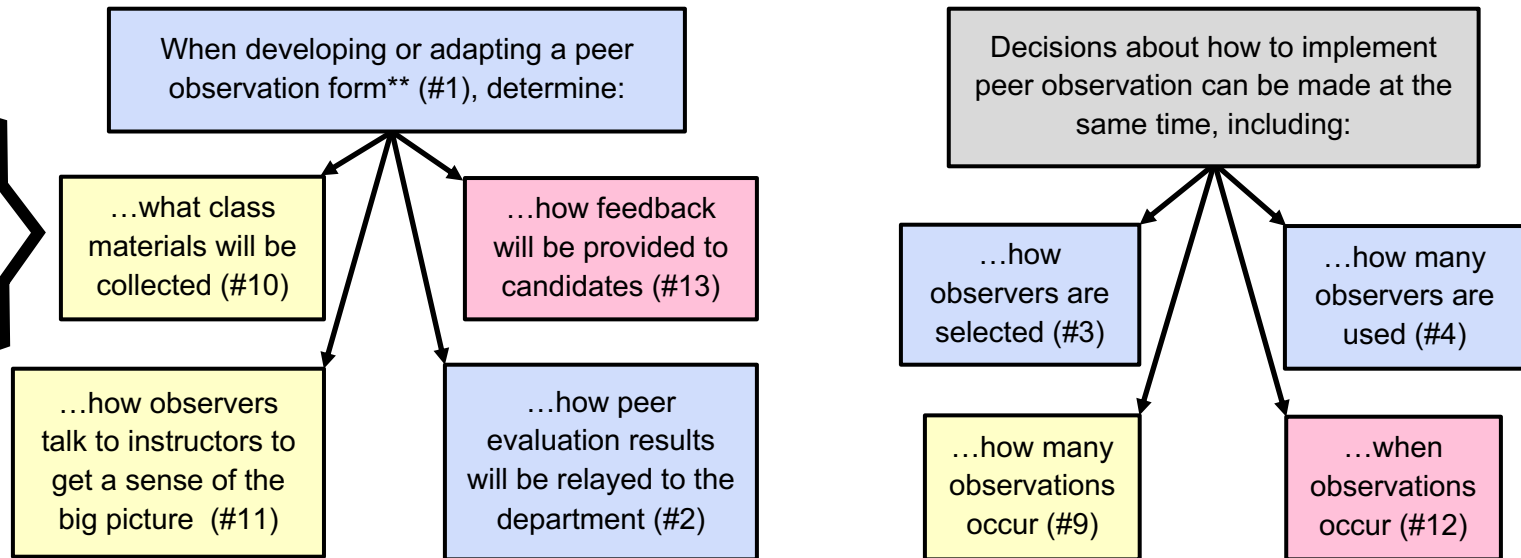 When developing or adapting a peer
observation form** (#1), determine:
…what class
materials will be
collected (#10)
…how feedback
will be provided to
candidates (#13)
…how observers
talk to instructors to
get a sense of the
big picture  (#11)
…how peer
evaluation results
will be relayed to the
department (#2)
Decisions about how to implement
peer observation can be made at the
same time, including:
…how
observers are
selected (#3)
…how many
observers are
used (#4)
…how many
observations
occur (#9)
…when
observations
occur (#12)